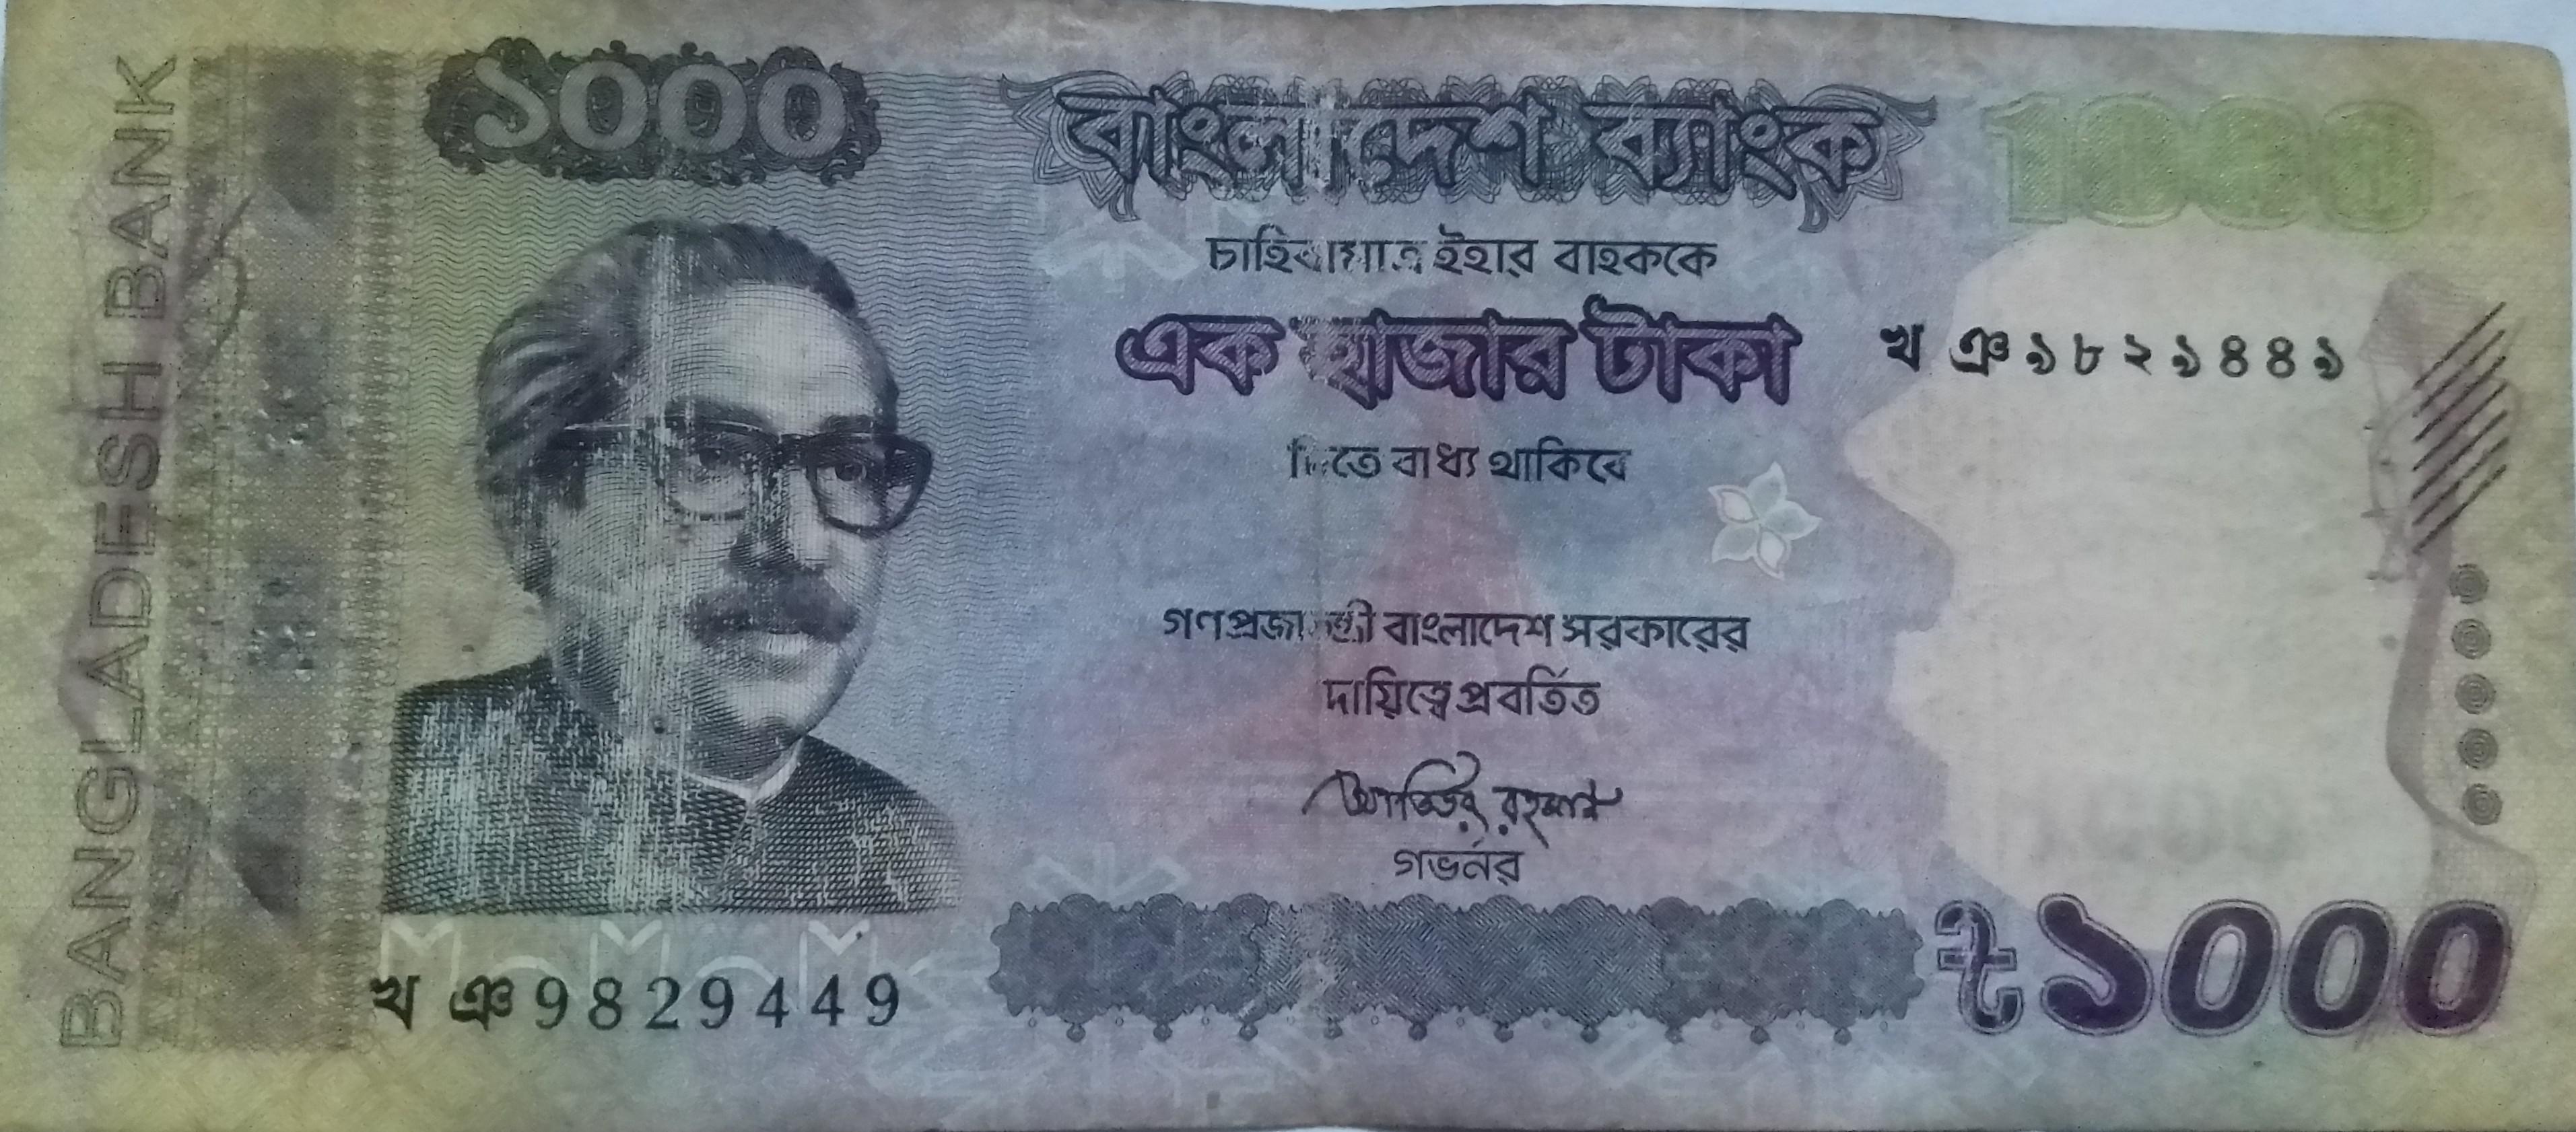 BANGLADESH BANK
১০০০
বাংলাদেশ ব্যাংক
1000
চাহিবামাত্র ইহার বাহককে
এক হাজার টাকা
খ ঞ ৯৮২৯৪৪৯
দিতে বাধ্য থাকিবে
গণপ্রজাতন্ত্রী বাংলাদেশ সরকারের
দায়িত্বে প্রবর্তিত
আতিউর রহমান
গভর্নর
খ ঞ 9829449
৳১০০০